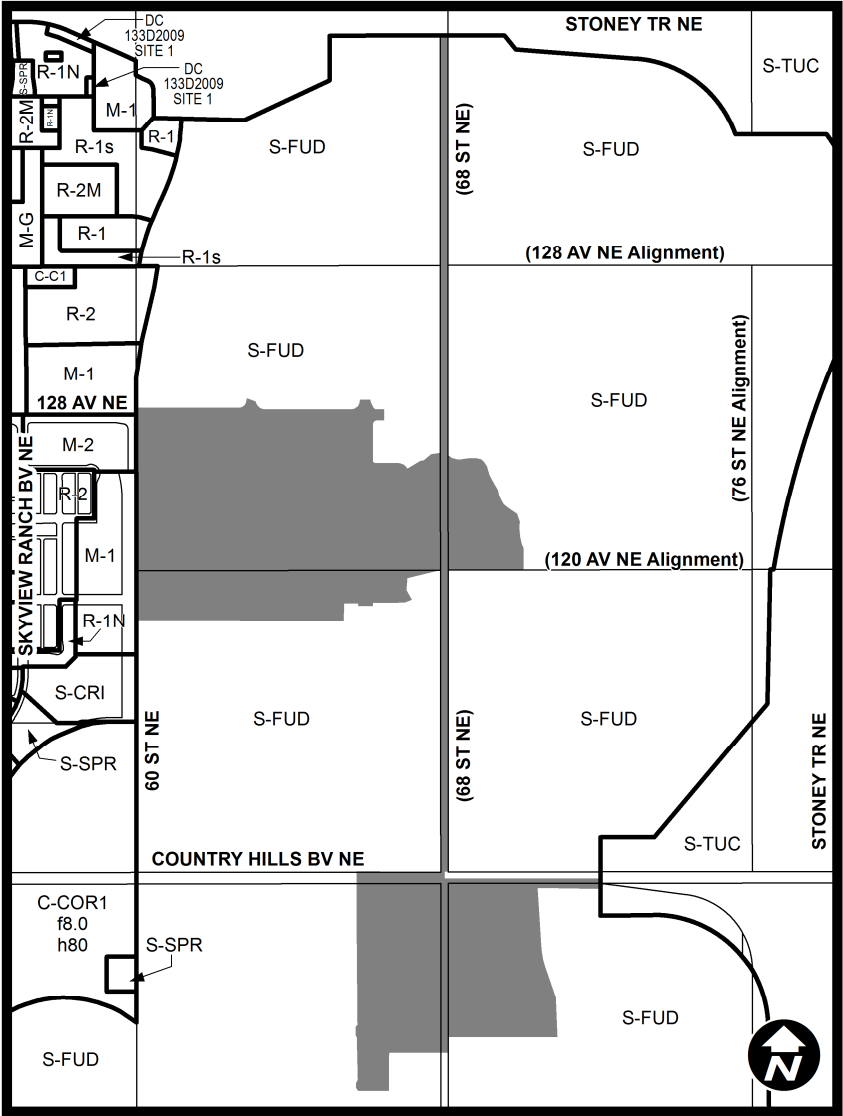 STONEY TR NE
DC
133D2009
SITE 1
S-TUC
S-SPR
R-1N
DC
133D2009
SITE 1
M-1
R-2M
R-1N
R-1
R-1s
S-FUD
(68 ST NE)
S-FUD
R-2M
M-G
R-1
R-1s
(128 AV NE Alignment)
C-C1
R-2
S-FUD
M-1
128 AV NE
S-FUD
(76 ST NE Alignment)
M-2
SKYVIEW RANCH BV NE
R-2
M-1
(120 AV NE Alignment)
R-1N
S-CRI
S-FUD
S-FUD
60 ST NE
(68 ST NE)
STONEY TR NE
S-SPR
S-TUC
COUNTRY HILLS BV NE
C-COR1
f8.0
h80
S-SPR
S-FUD
S-FUD
N